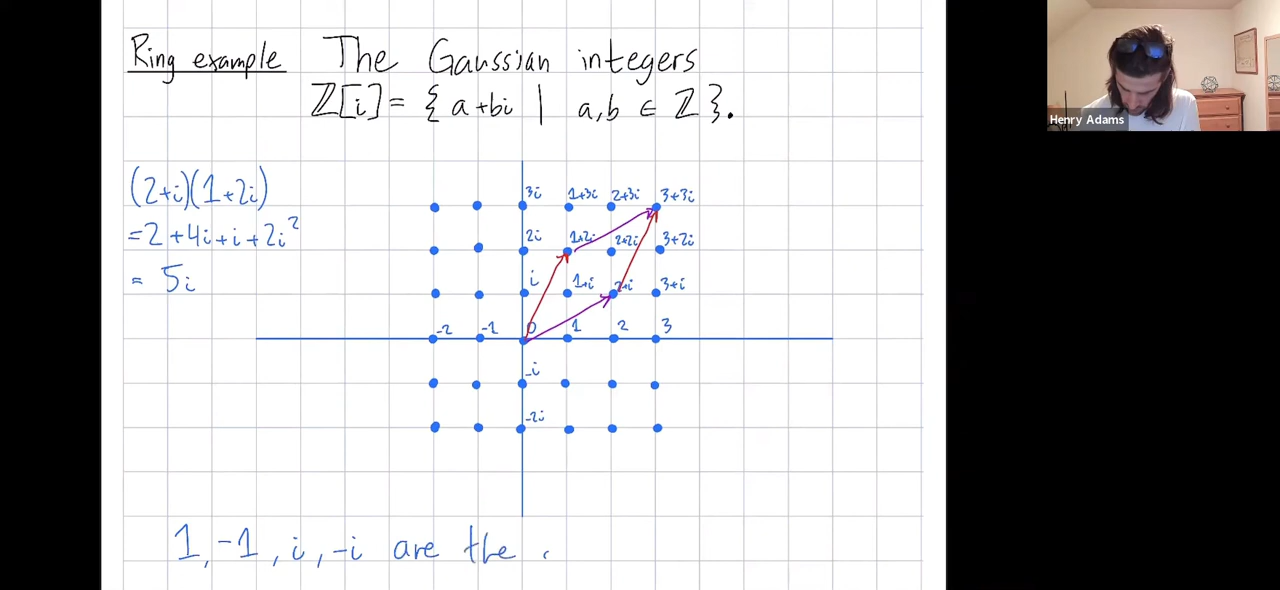 Ring example The Gaussian integers
ℤ[i] = { a+bi | a,b ∈ ℤ }.
(2+i)(1+2i)
= 2 + 4i + i + 2i²
= 5i
3i 1+3i 2+3i 3+3i
2i 1+2i 2+2i 3+2i
i 1+i 2+i 3+i
-2 -1 0 1 2 3
-i
-2i
1, -1, i, -i are the
Henry Adams